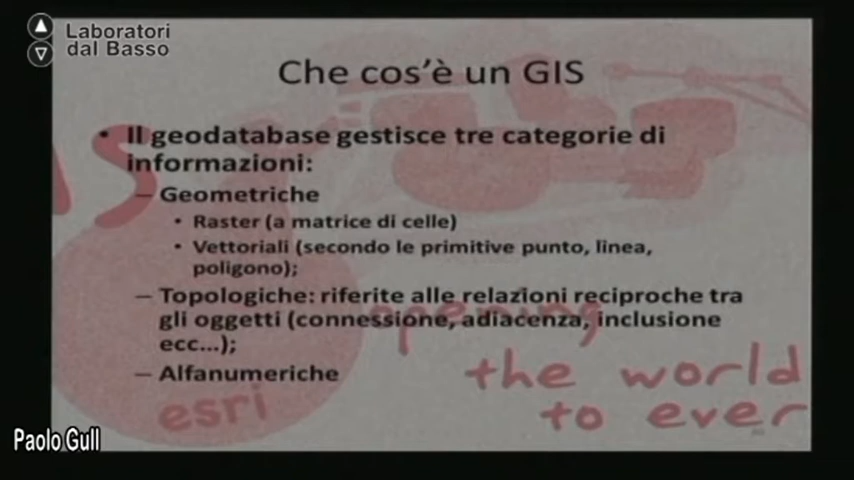 Laboratori
dal Basso
Che cos'è un GIS
• Il geodatabase gestisce tre categorie di
informazioni:
– Geometriche
• Raster (a matrice di celle)
• Vettoriali (secondo le primitive punto, linea,
poligono);
– Topologiche: riferite alle relazioni reciproche tra
gli oggetti (connessione, adiacenza, inclusione
ecc...);
– Alfanumeriche
opening
the world
to ever
esri
Paolo Gull